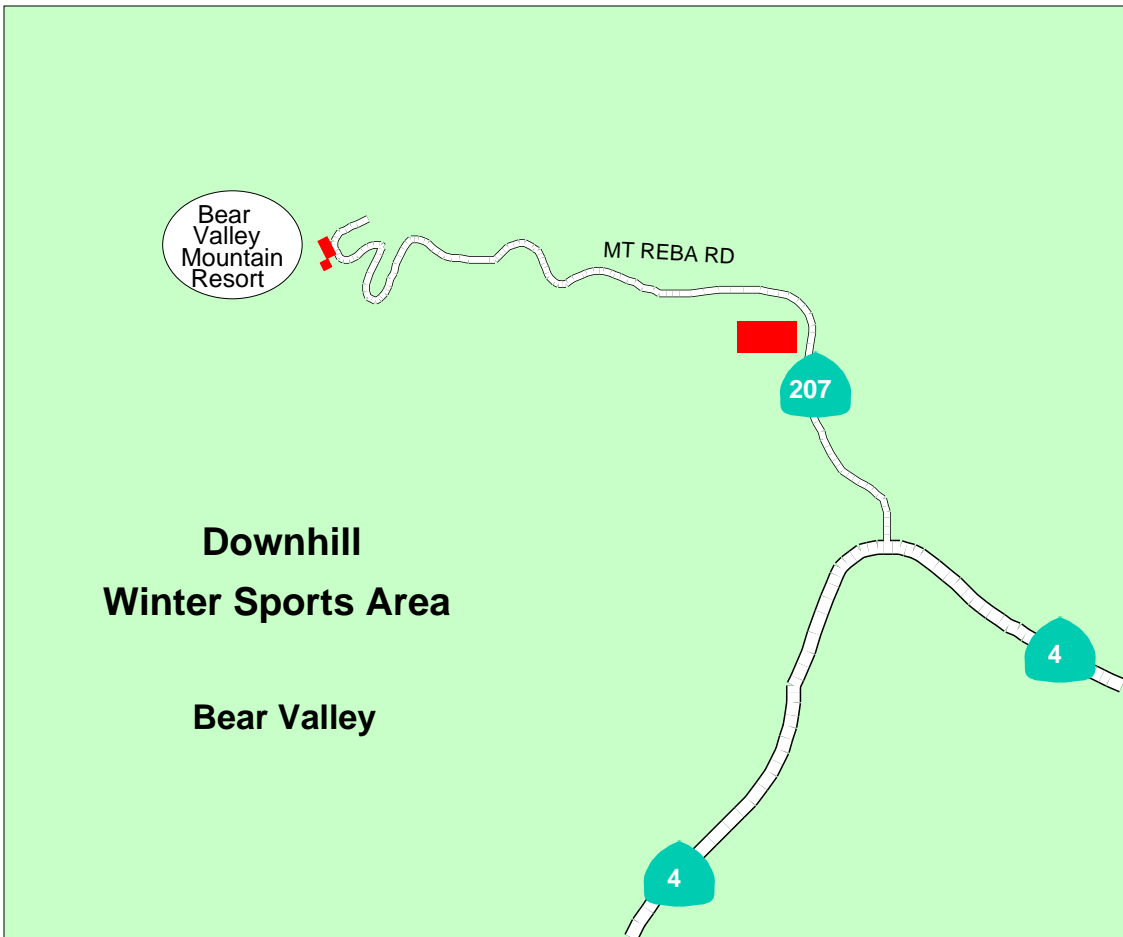 Bear
Valley
Mountain
Resort
MT REBA RD
207
Downhill
Winter Sports Area
4
Bear Valley
4